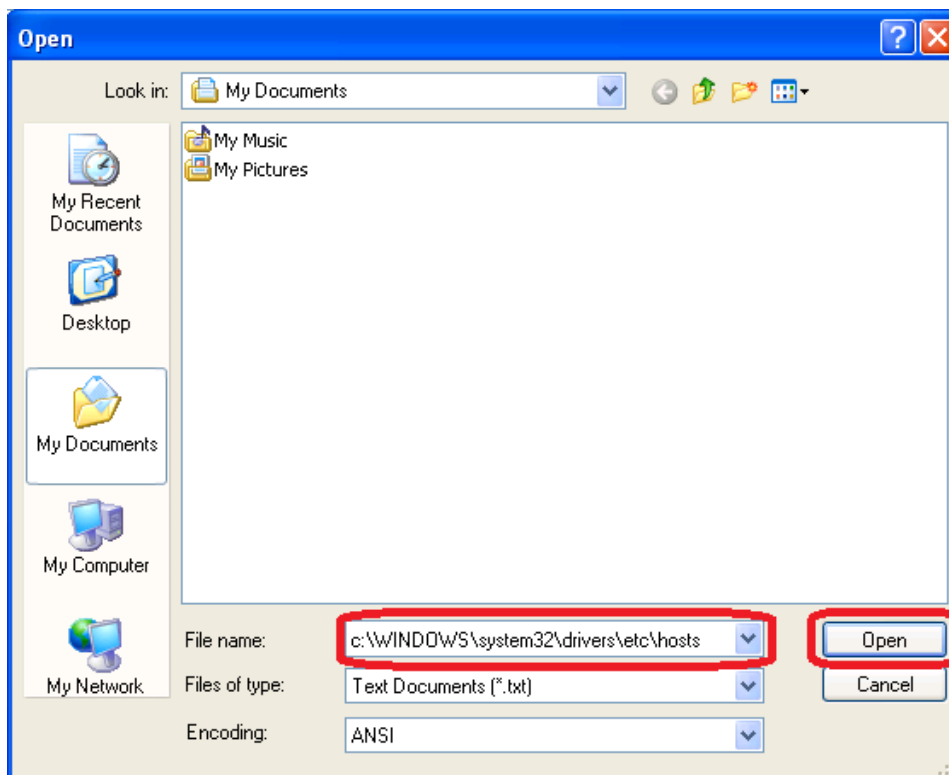 Open
Look in: My Documents
My Music
My Pictures
My Recent
Documents
Desktop
My Documents
My Computer
My Network
File name: c:\WINDOWS\system32\drivers\etc\hosts Open
Files of type: Text Documents (*.txt) Cancel
Encoding: ANSI